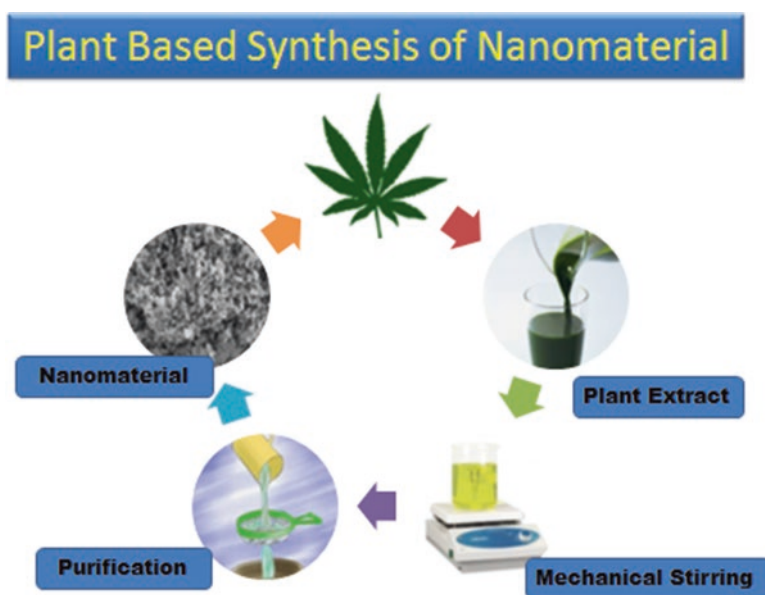 Plant Based Synthesis of Nanomaterial
Plant Extract
Mechanical Stirring
Purification
Nanomaterial